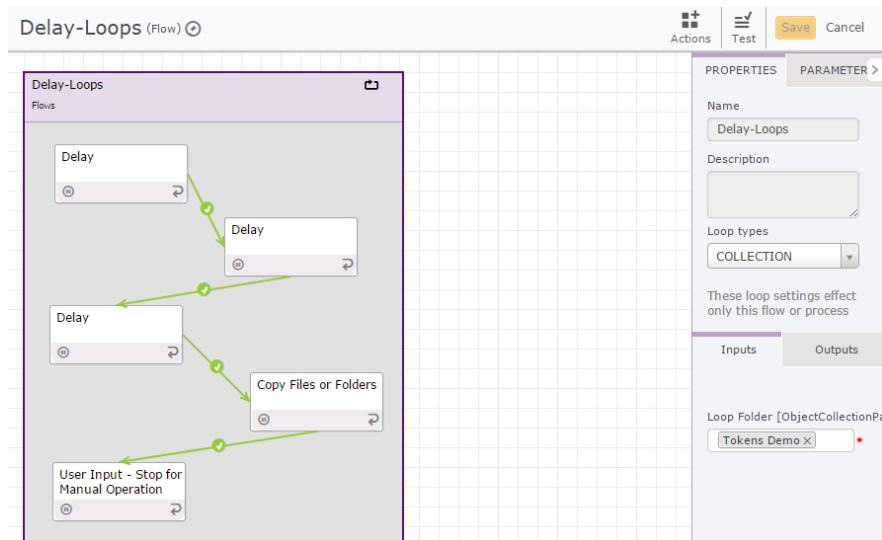 Delay-Loops (Flow)
Actions
Test
Save
Cancel
Delay-Loops
Flows
Delay
Delay
Delay
Copy Files or Folders
User Input - Stop for
Manual Operation
PROPERTIES
PARAMETER
Name
Delay-Loops
Description
Loop types
COLLECTION
These loop settings effect
only this flow or process
Inputs
Outputs
Loop Folder [ObjectCollectionPa
Tokens Demo ×